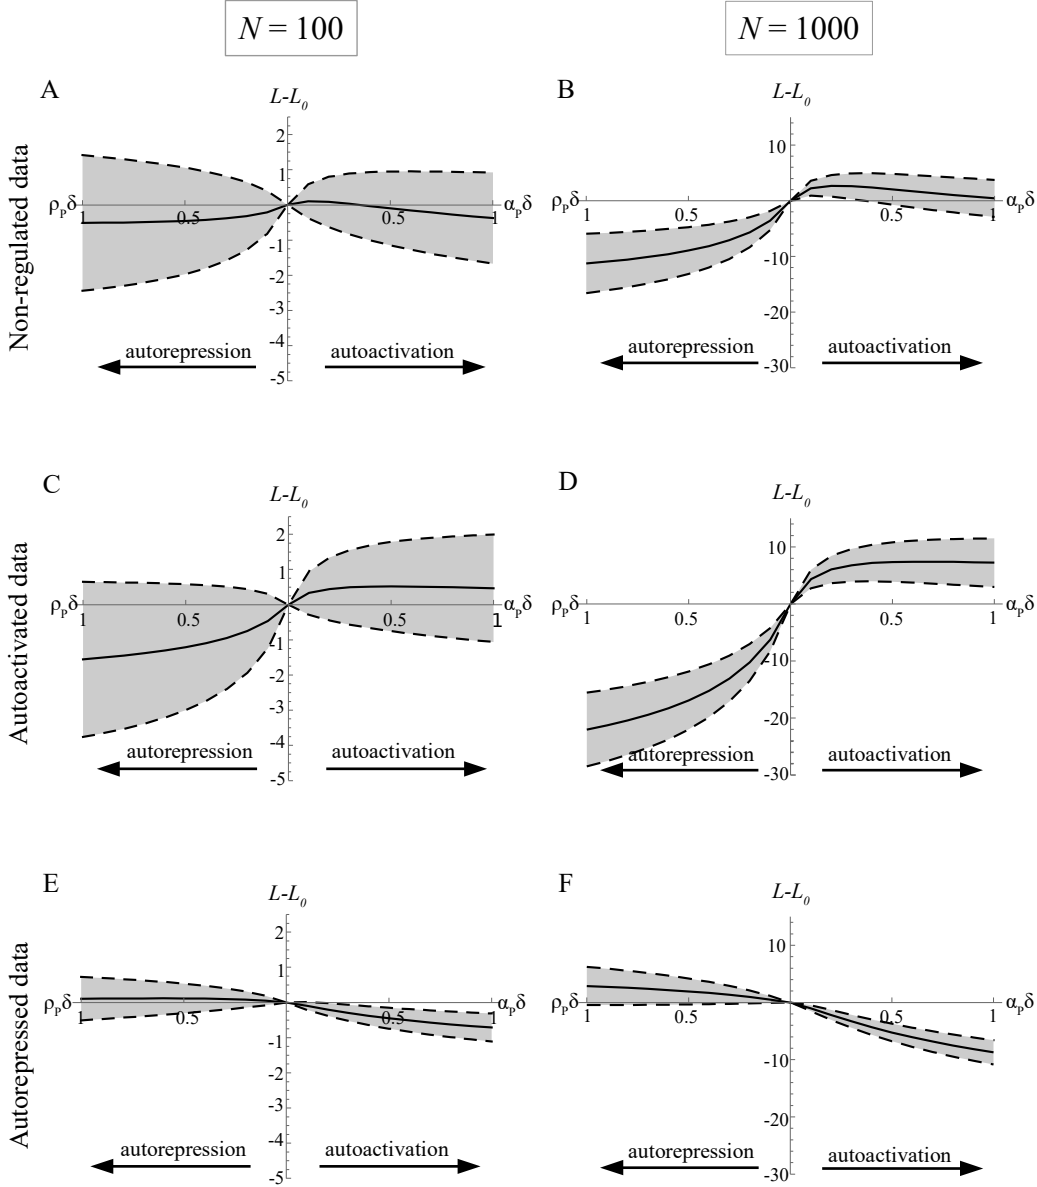 N = 100
N = 1000
Non-regulated data
A
L-L₀
2
1
ρₚδ
1
0.5
0.5
1
αₚδ
-1
-2
-3
-4
-5
autorepression
autoactivation
B
L-L₀
10
ρₚδ
1
0.5
0.5
1
αₚδ
-10
-20
-30
autorepression
autoactivation
Autoactivated data
C
L-L₀
2
1
ρₚδ
1
0.5
0.5
1
αₚδ
-1
-2
-3
-4
-5
autorepression
autoactivation
D
L-L₀
10
ρₚδ
1
0.5
0.5
1
αₚδ
-10
-20
-30
autorepression
autoactivation
Autorepressed data
E
L-L₀
2
1
ρₚδ
1
0.5
0.5
1
αₚδ
-1
-2
-3
-4
-5
autorepression
autoactivation
F
L-L₀
10
ρₚδ
1
0.5
0.5
1
αₚδ
-10
-20
-30
autorepression
autoactivation